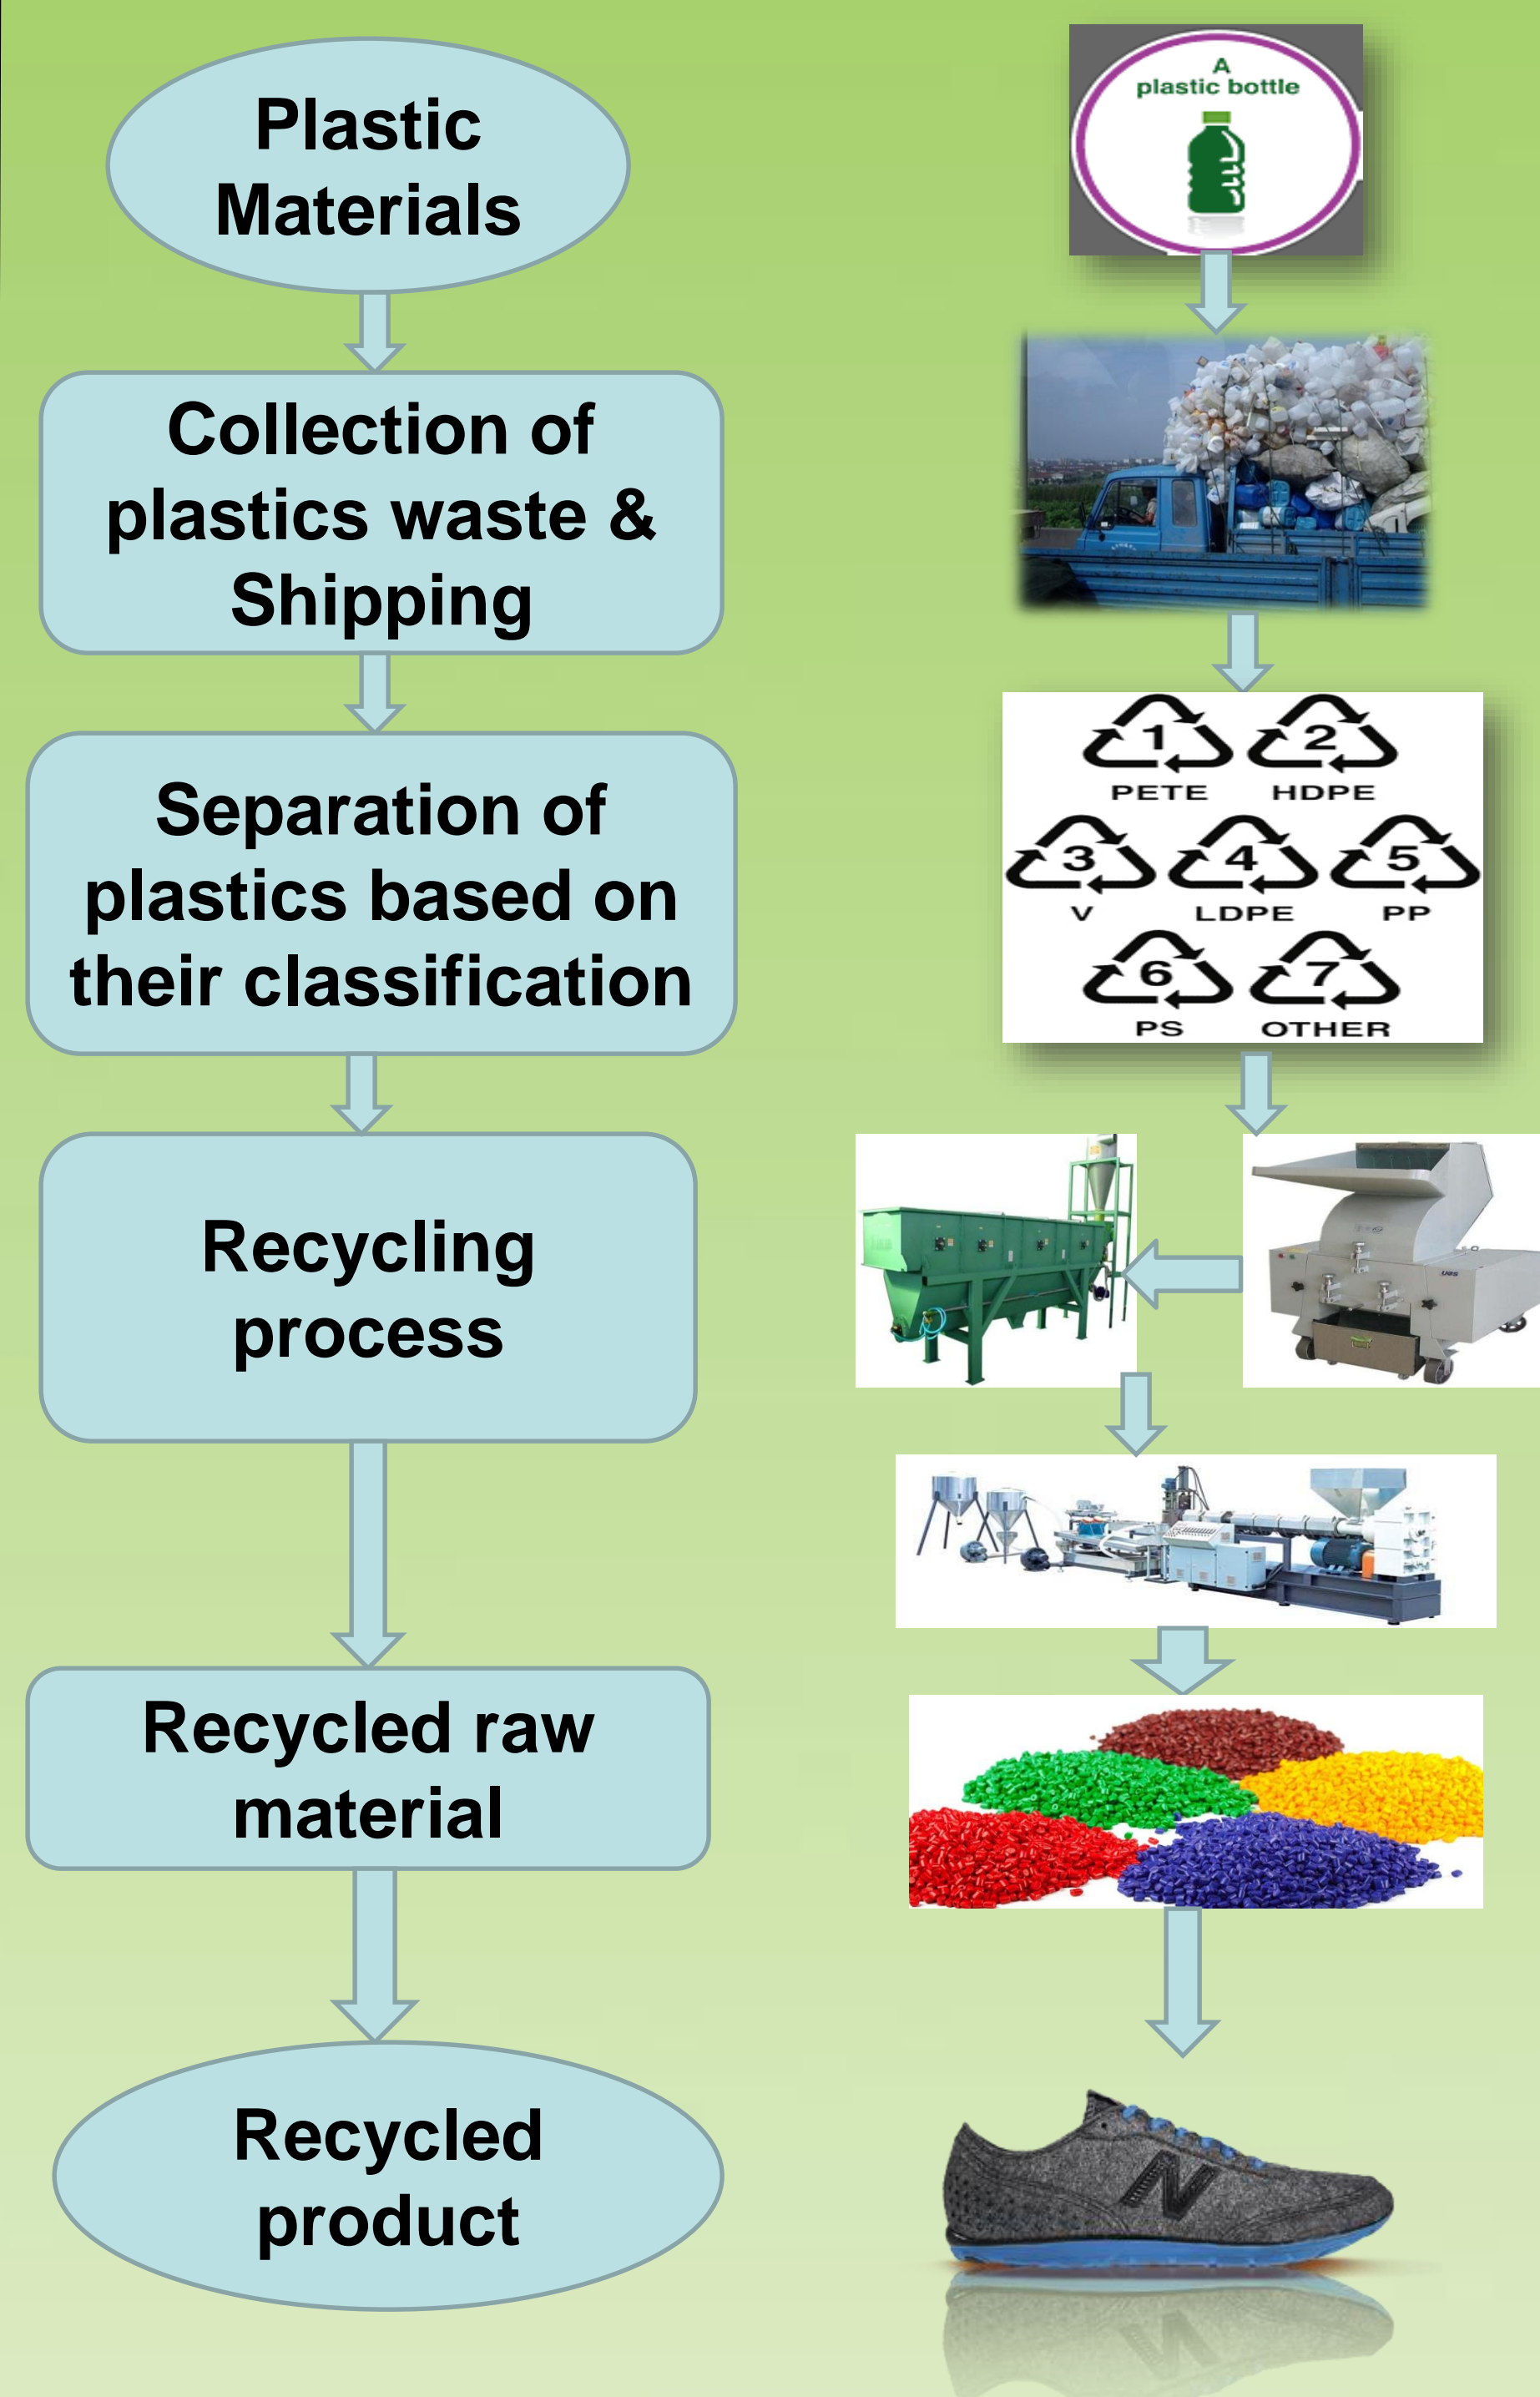 Plastic
Materials
Collection of
plastics waste &
Shipping
Separation of
plastics based on
their classification
Recycling
process
Recycled raw
material
Recycled
product
A
plastic bottle
1
2
PETE
HDPE
3
4
5
V
LDPE
PP
6
7
PS
OTHER
N